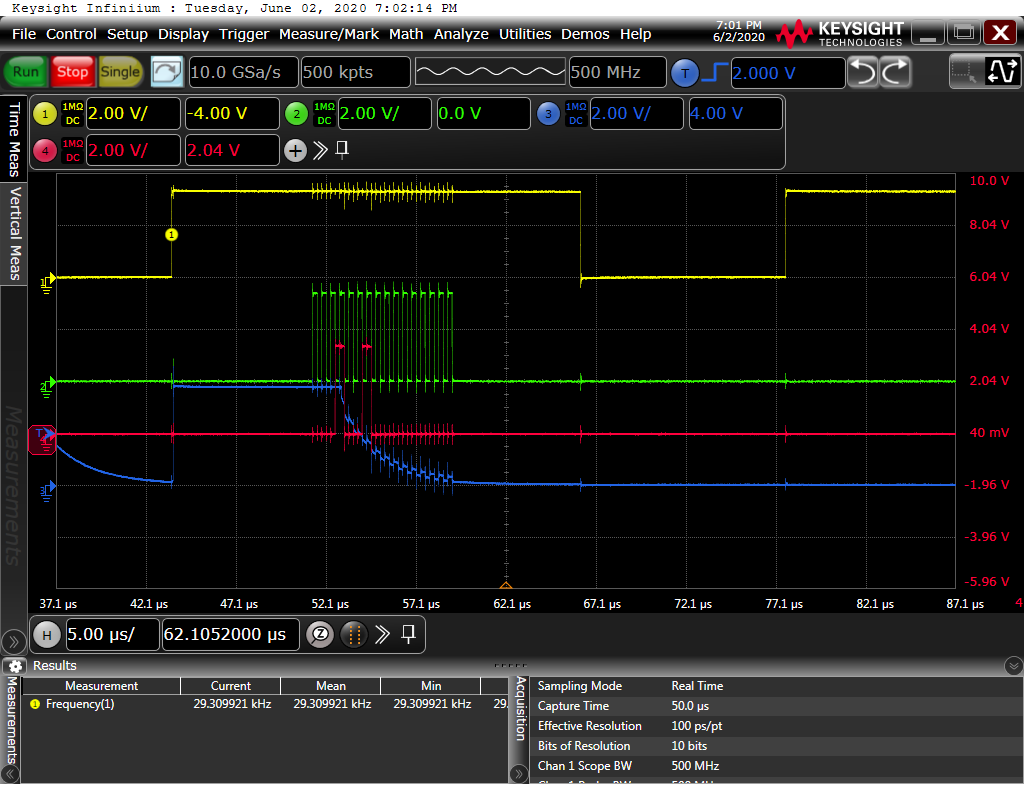 Keysight Infiniium : Tuesday, June 02, 2020 7:02:14 PM
File Control Setup Display Trigger Measure/Mark Math Analyze Utilities Demos Help
7:01 PM
6/2/2020
KEYSIGHT
TECHNOLOGIES
X
Run Stop Single 10.0 GSa/s 500 kpts 500 MHz T 2.000 V
1 1MΩ DC 2.00 V/ -4.00 V 2 1MΩ DC 2.00 V/ 0.0 V 3 1MΩ DC 2.00 V/ 4.00 V
4 1MΩ DC 2.00 V/ 2.04 V
Time Meas
Vertical Meas
Measurements
10.0 V
8.04 V
1
1
6.04 V
4.04 V
2
2.04 V
T
40 mV
3
-1.96 V
-3.96 V
-5.96 V
37.1 µs 42.1 µs 47.1 µs 52.1 µs 57.1 µs 62.1 µs 67.1 µs 72.1 µs 77.1 µs 82.1 µs 87.1 µs 4
H 5.00 µs/ 62.1052000 µs
Results
Measurements
Measurement Current Mean Min
1 Frequency(1) 29.309921 kHz 29.309921 kHz 29.309921 kHz 29.
Acquisition
Sampling Mode Real Time
Capture Time 50.0 µs
Effective Resolution 100 ps/pt
Bits of Resolution 10 bits
Chan 1 Scope BW 500 MHz